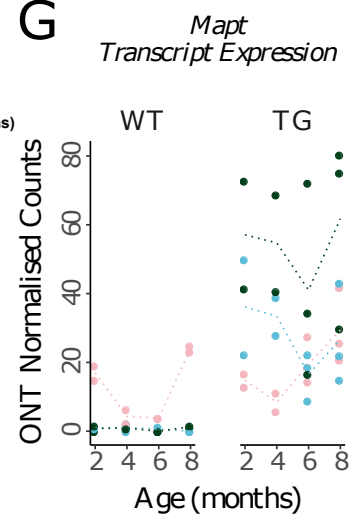 G
Mapt
Transcript Expression
s)
WT
TG
ONT Normalised Counts
80
60
40
20
0
2 4 6 8
2 4 6 8
Age (months)